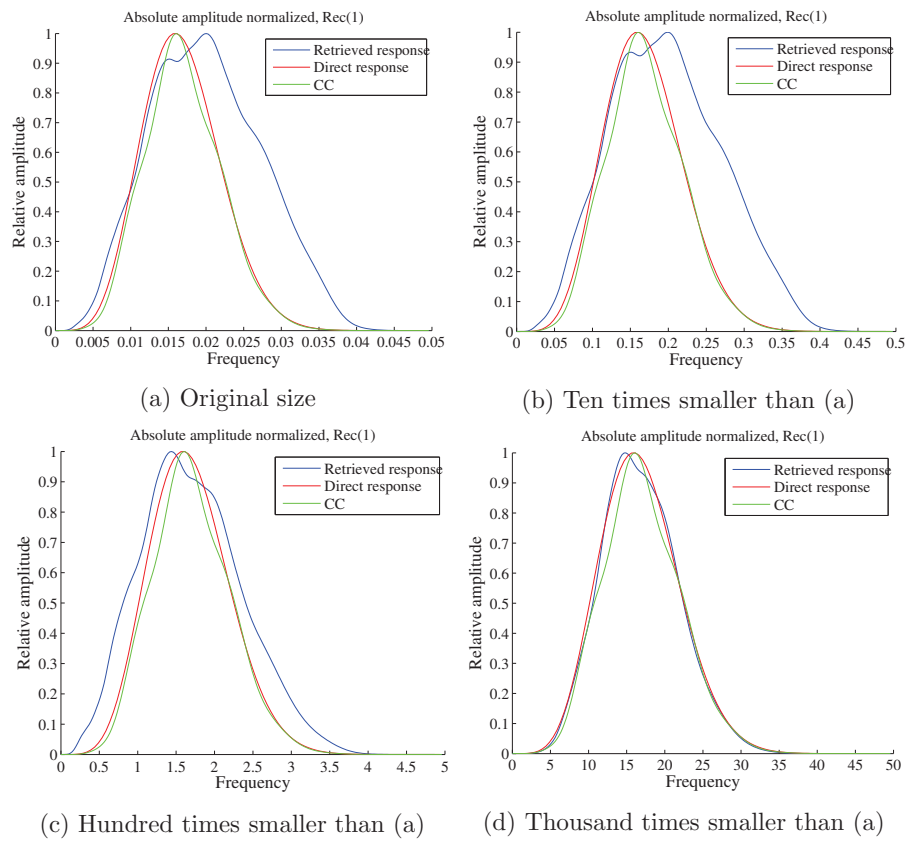 Absolute amplitude normalized, Rec(1)
Relative amplitude
1
0.9
0.8
0.7
0.6
0.5
0.4
0.3
0.2
0.1
0
Retrieved response
Direct response
CC
0 0.005 0.01 0.015 0.02 0.025 0.03 0.035 0.04 0.045 0.05
Frequency
(a) Original size
Absolute amplitude normalized, Rec(1)
Relative amplitude
1
0.9
0.8
0.7
0.6
0.5
0.4
0.3
0.2
0.1
0
Retrieved response
Direct response
CC
0 0.05 0.1 0.15 0.2 0.25 0.3 0.35 0.4 0.45 0.5
Frequency
(b) Ten times smaller than (a)
Absolute amplitude normalized, Rec(1)
Relative amplitude
1
0.9
0.8
0.7
0.6
0.5
0.4
0.3
0.2
0.1
0
Retrieved response
Direct response
CC
0 0.5 1 1.5 2 2.5 3 3.5 4 4.5 5
Frequency
(c) Hundred times smaller than (a)
Absolute amplitude normalized, Rec(1)
Relative amplitude
1
0.9
0.8
0.7
0.6
0.5
0.4
0.3
0.2
0.1
0
Retrieved response
Direct response
CC
0 5 10 15 20 25 30 35 40 45 50
Frequency
(d) Thousand times smaller than (a)